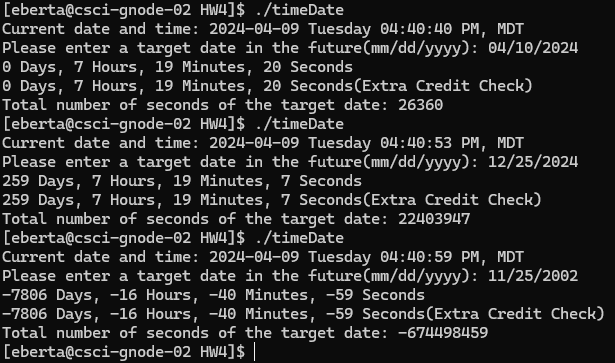 [eberta@csci-gnode-02 HW4]$ ./timeDate
Current date and time: 2024-04-09 Tuesday 04:40:40 PM, MDT
Please enter a target date in the future(mm/dd/yyyy): 04/10/2024
0 Days, 7 Hours, 19 Minutes, 20 Seconds
0 Days, 7 Hours, 19 Minutes, 20 Seconds(Extra Credit Check)
Total number of seconds of the target date: 26360
[eberta@csci-gnode-02 HW4]$ ./timeDate
Current date and time: 2024-04-09 Tuesday 04:40:53 PM, MDT
Please enter a target date in the future(mm/dd/yyyy): 12/25/2024
259 Days, 7 Hours, 19 Minutes, 7 Seconds
259 Days, 7 Hours, 19 Minutes, 7 Seconds(Extra Credit Check)
Total number of seconds of the target date: 22403947
[eberta@csci-gnode-02 HW4]$ ./timeDate
Current date and time: 2024-04-09 Tuesday 04:40:59 PM, MDT
Please enter a target date in the future(mm/dd/yyyy): 11/25/2002
-7806 Days, -16 Hours, -40 Minutes, -59 Seconds
-7806 Days, -16 Hours, -40 Minutes, -59 Seconds(Extra Credit Check)
Total number of seconds of the target date: -674498459
[eberta@csci-gnode-02 HW4]$